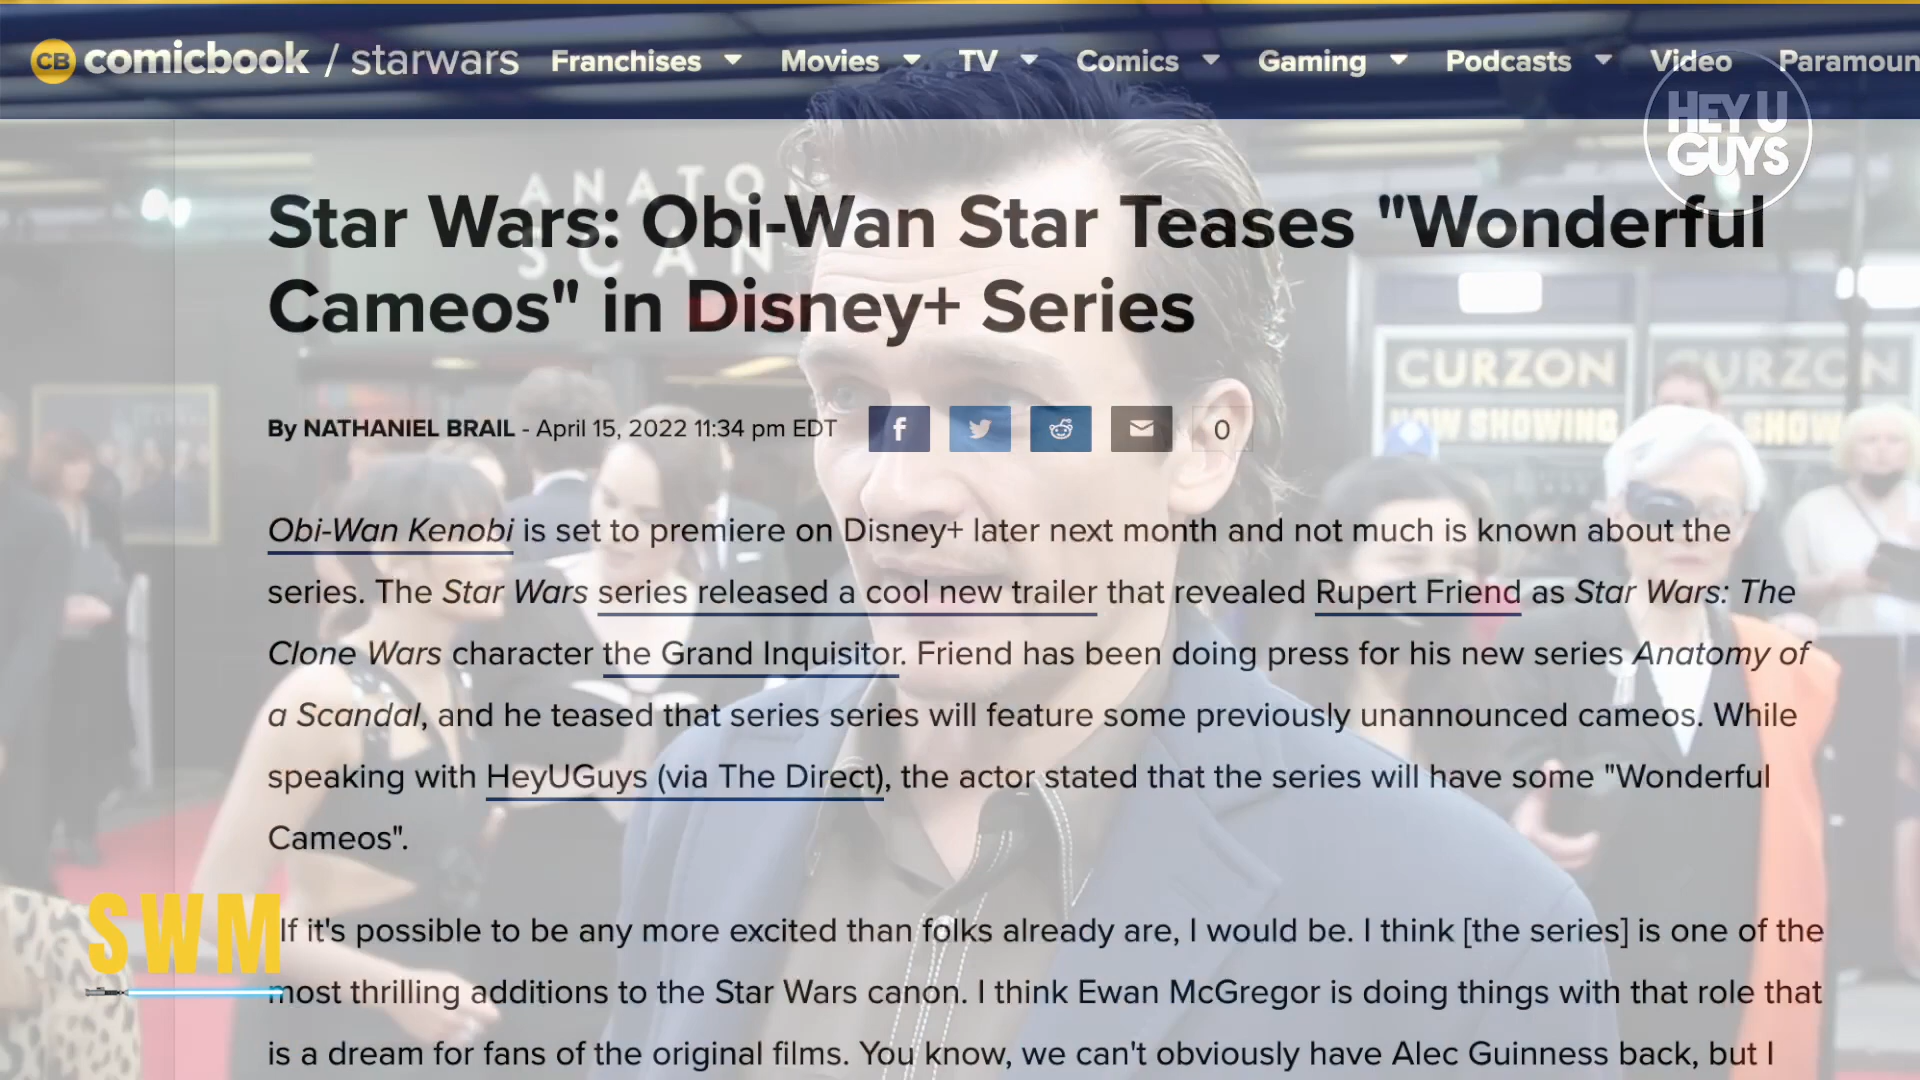 CB comicbook / starwars Franchises Movies TV Comics Gaming Podcasts Video Paramoun
HEY U
GUYS
ANATO
SCAN
Star Wars: Obi-Wan Star Teases "Wonderful
Cameos" in Disney+ Series
CURZON CURZON
NOW SHOWING SHOW
By NATHANIEL BRAIL - April 15, 2022 11:34 pm EDT f 0
Obi-Wan Kenobi is set to premiere on Disney+ later next month and not much is known about the
series. The Star Wars series released a cool new trailer that revealed Rupert Friend as Star Wars: The
Clone Wars character the Grand Inquisitor. Friend has been doing press for his new series Anatomy of
a Scandal, and he teased that series series will feature some previously unannounced cameos. While
speaking with HeyUGuys (via The Direct), the actor stated that the series will have some "Wonderful
Cameos".
SWM
If it's possible to be any more excited than folks already are, I would be. I think [the series] is one of the
most thrilling additions to the Star Wars canon. I think Ewan McGregor is doing things with that role that
is a dream for fans of the original films. You know, we can't obviously have Alec Guinness back, but I